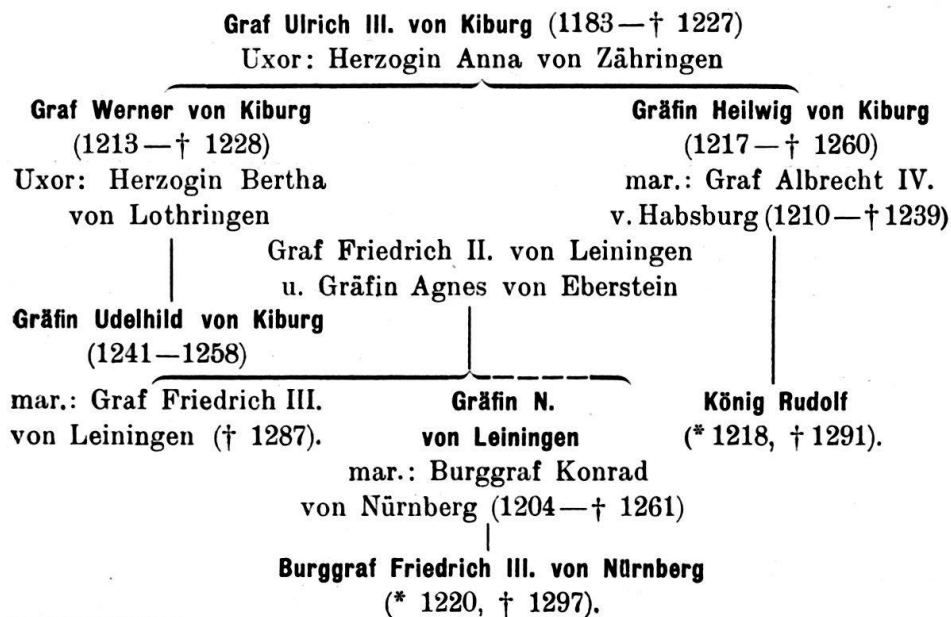 Graf Ulrich III. von Kiburg (1183—† 1227)
Uxor: Herzogin Anna von Zähringen
Graf Werner von Kiburg
(1213—† 1228)
Uxor: Herzogin Bertha
von Lothringen
Gräfin Heilwig von Kiburg
(1217—† 1260)
mar.: Graf Albrecht IV.
v. Habsburg (1210—† 1239)
Graf Friedrich II. von Leiningen
u. Gräfin Agnes von Eberstein
Gräfin Udelhild von Kiburg
(1241—1258)
mar.: Graf Friedrich III.
von Leiningen († 1287).
Gräfin N.
von Leiningen
mar.: Burggraf Konrad
von Nürnberg (1204—† 1261)
König Rudolf
(* 1218, † 1291).
Burggraf Friedrich III. von Nürnberg
(* 1220, † 1297).